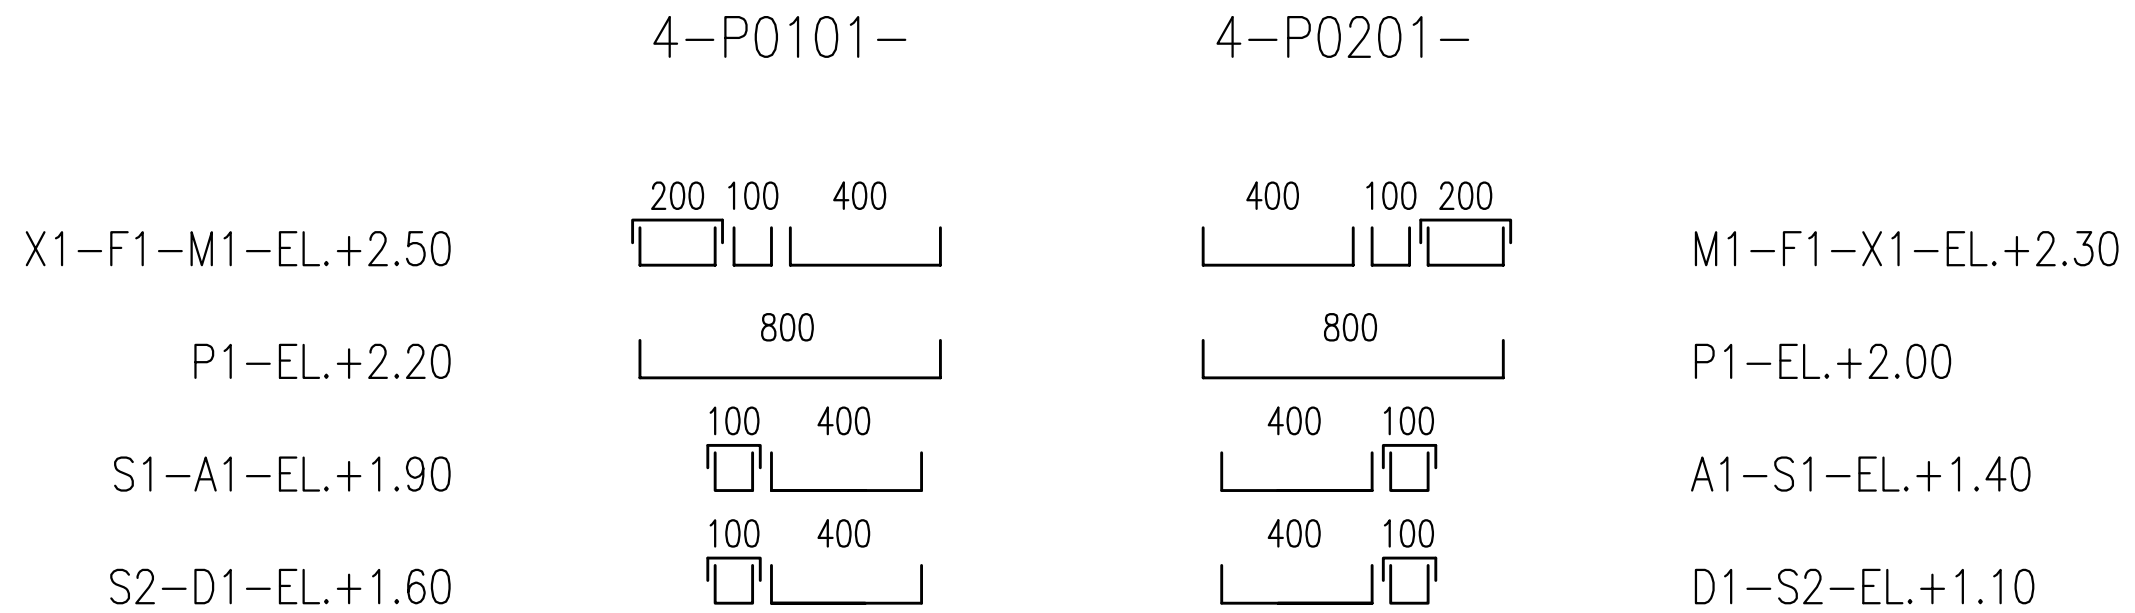 4-P0101- 4-P0201-
200 100 400 400 100 200
X1-F1-M1-EL.+2.50 M1-F1-X1-EL.+2.30
800 800
P1-EL.+2.20 P1-EL.+2.00
100 400 400 100
S1-A1-EL.+1.90 A1-S1-EL.+1.40
100 400 400 100
S2-D1-EL.+1.60 D1-S2-EL.+1.10